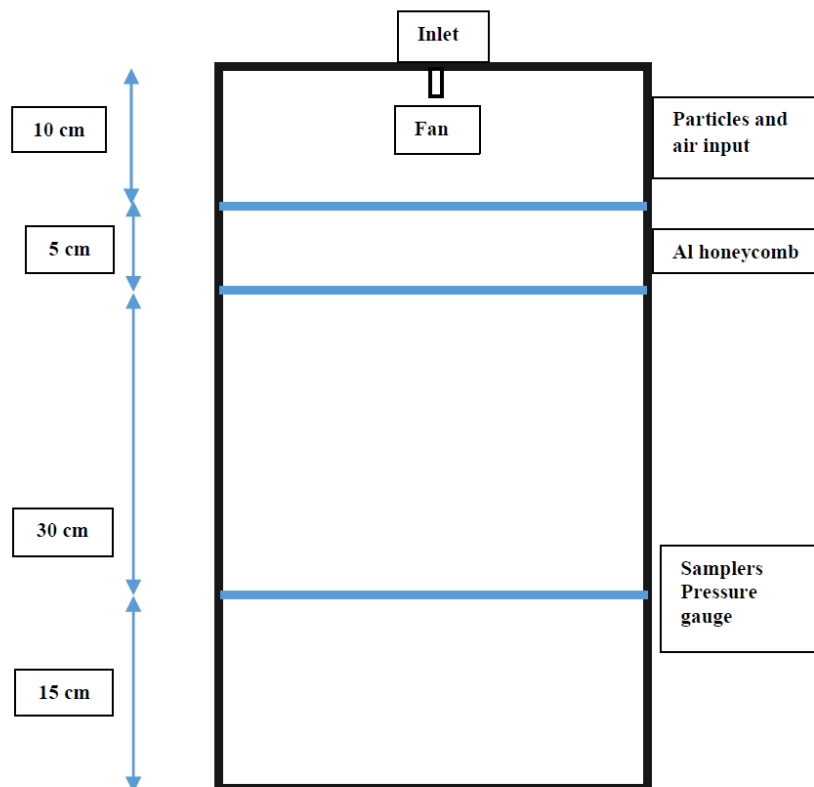 Inlet
Fan
10 cm
Particles and
air input
5 cm
Al honeycomb
30 cm
Samplers
Pressure
gauge
15 cm